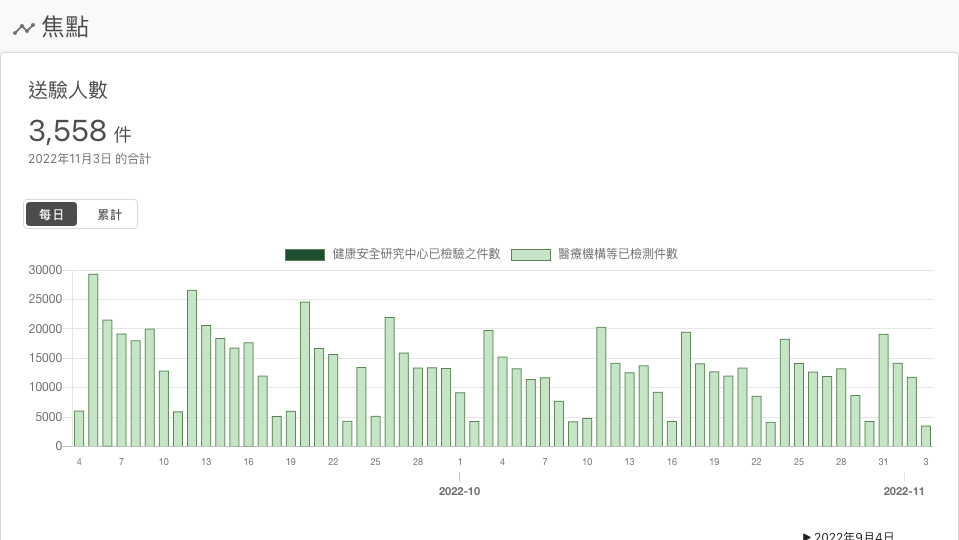 焦點
送驗人數
3,558 件
2022年11月3日 的合計
每日 累計
健康安全研究中心已檢驗之件數 醫療機構等已檢測件數
30000
25000
20000
15000
10000
5000
0
4 7 10 13 16 19 22 25 28 1 4 7 10 13 16 19 22 25 28 31 3
2022-10 2022-11
▶ 2022年9月4日